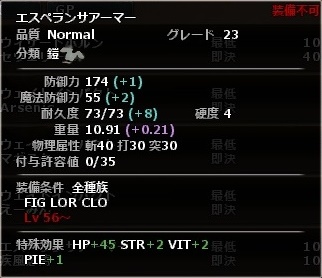 GP 装備不可
エスペランサアーマー
品質 Normal グレード 23
分類 鎧
防御力 174 (+1)
魔法防御力 55 (+2)
耐久度 73/73 (+8) 硬度 4
重量 10.91 (+0.21)
物理属性 斬40 打30 突30
付与許容値 0/35
装備条件 全種族
FIG LOR CLO
Lv 56～
特殊効果 HP+45 STR+2 VIT+2
PIE+1